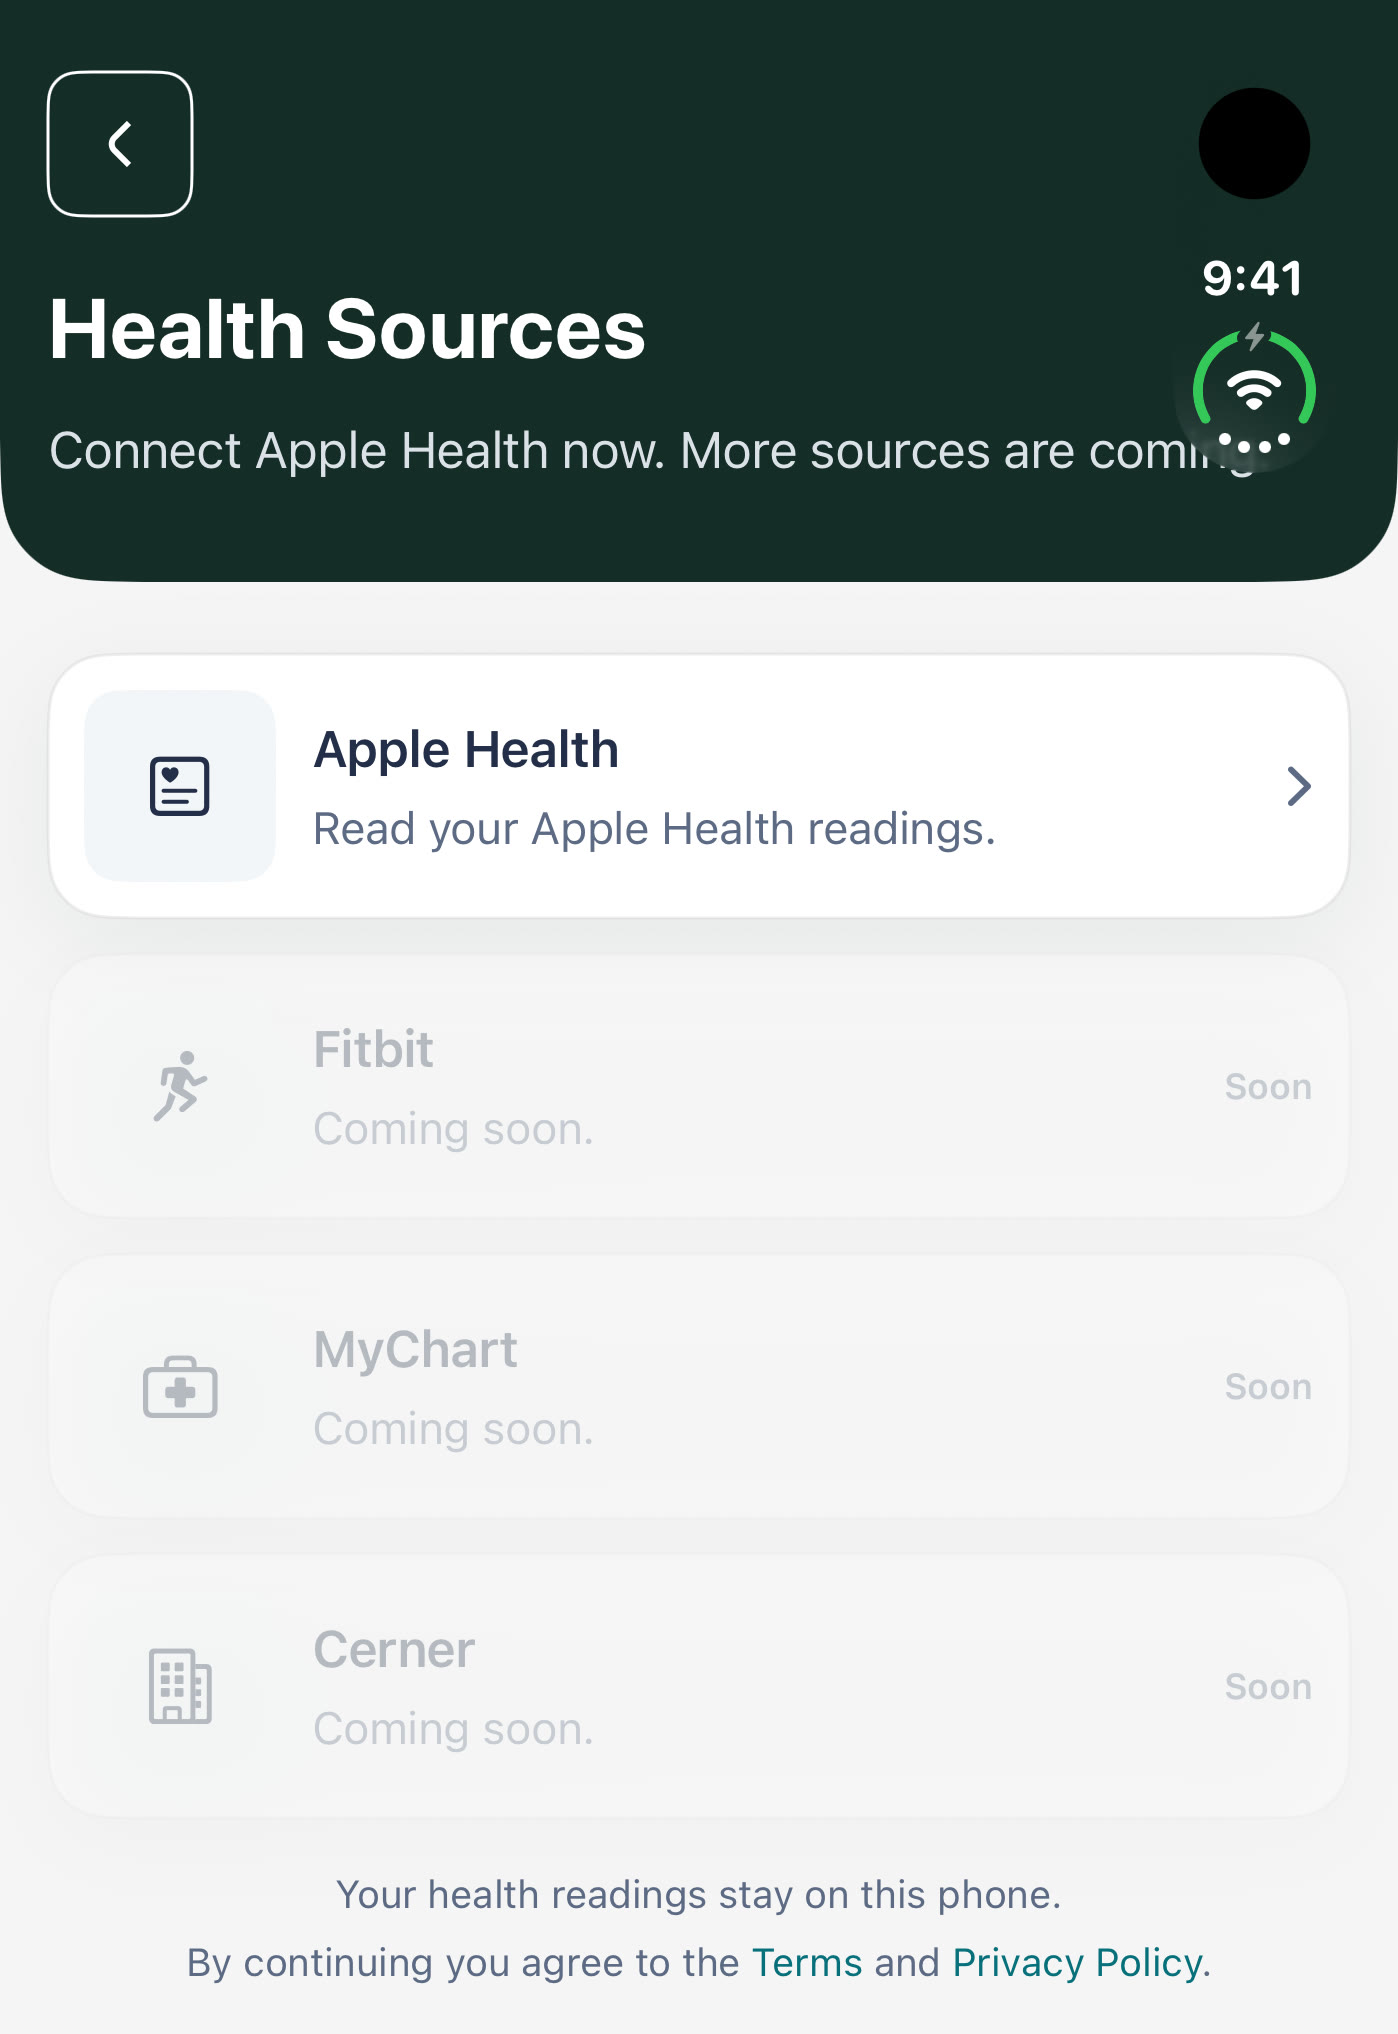 9:41
Health Sources
Connect Apple Health now. More sources are coming.
Apple Health
Read your Apple Health readings.
Fitbit
Coming soon.
Soon
MyChart
Coming soon.
Soon
Cerner
Coming soon.
Soon
Your health readings stay on this phone.
By continuing you agree to the Terms and Privacy Policy.